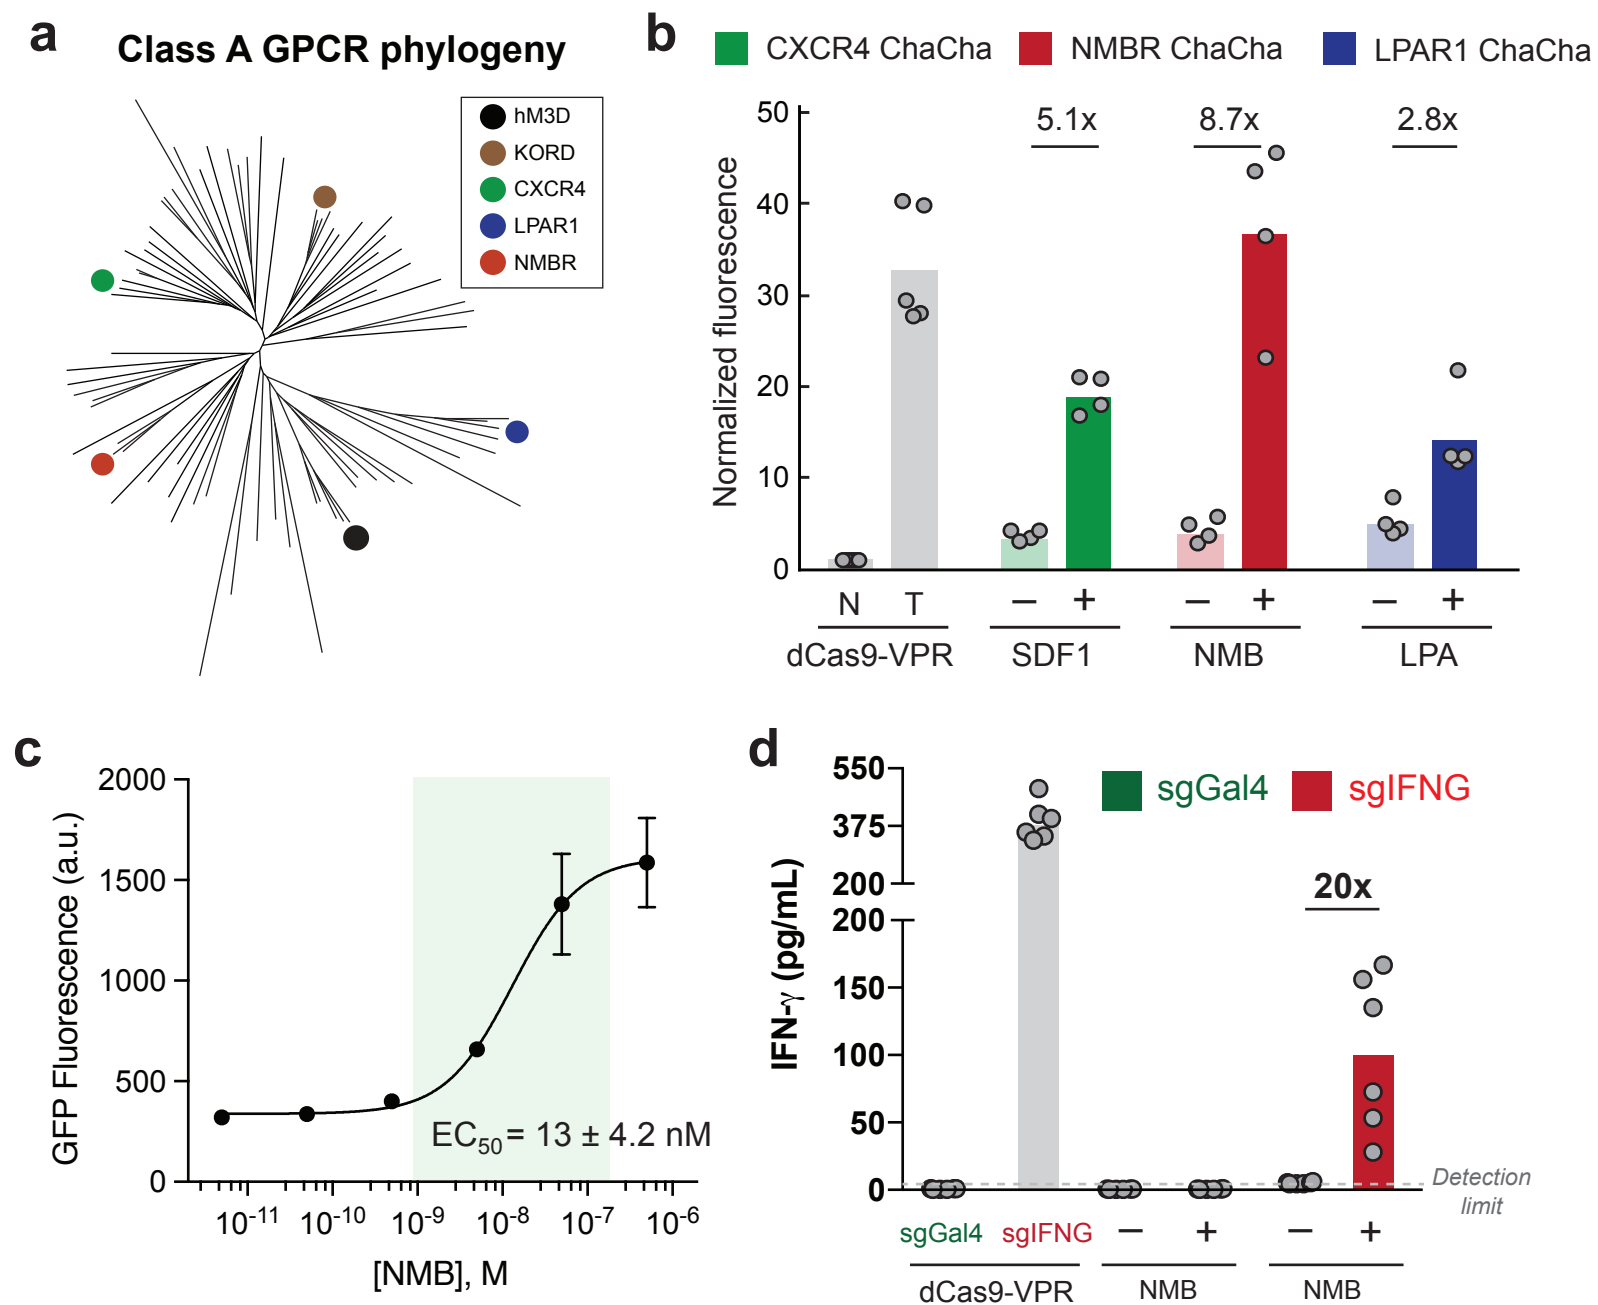 a
Class A GPCR phylogeny
hM3D
KORD
CXCR4
LPAR1
NMBR
b
CXCR4 ChaCha
NMBR ChaCha
LPAR1 ChaCha
Normalized fluorescence
50
40
30
20
10
0
5.1x
8.7x
2.8x
N
T
− +
− +
− +
dCas9-VPR
SDF1
NMB
LPA
c
GFP Fluorescence (a.u.)
2000
1500
1000
500
0
EC50 = 13 ± 4.2 nM
10-11
10-10
10-9
10-8
10-7
10-6
[NMB], M
d
sgGal4
sgIFNG
IFN-γ (pg/mL)
550
375
200
200
150
100
50
0
20x
Detection
limit
sgGal4
sgIFNG
− +
− +
dCas9-VPR
NMB
NMB